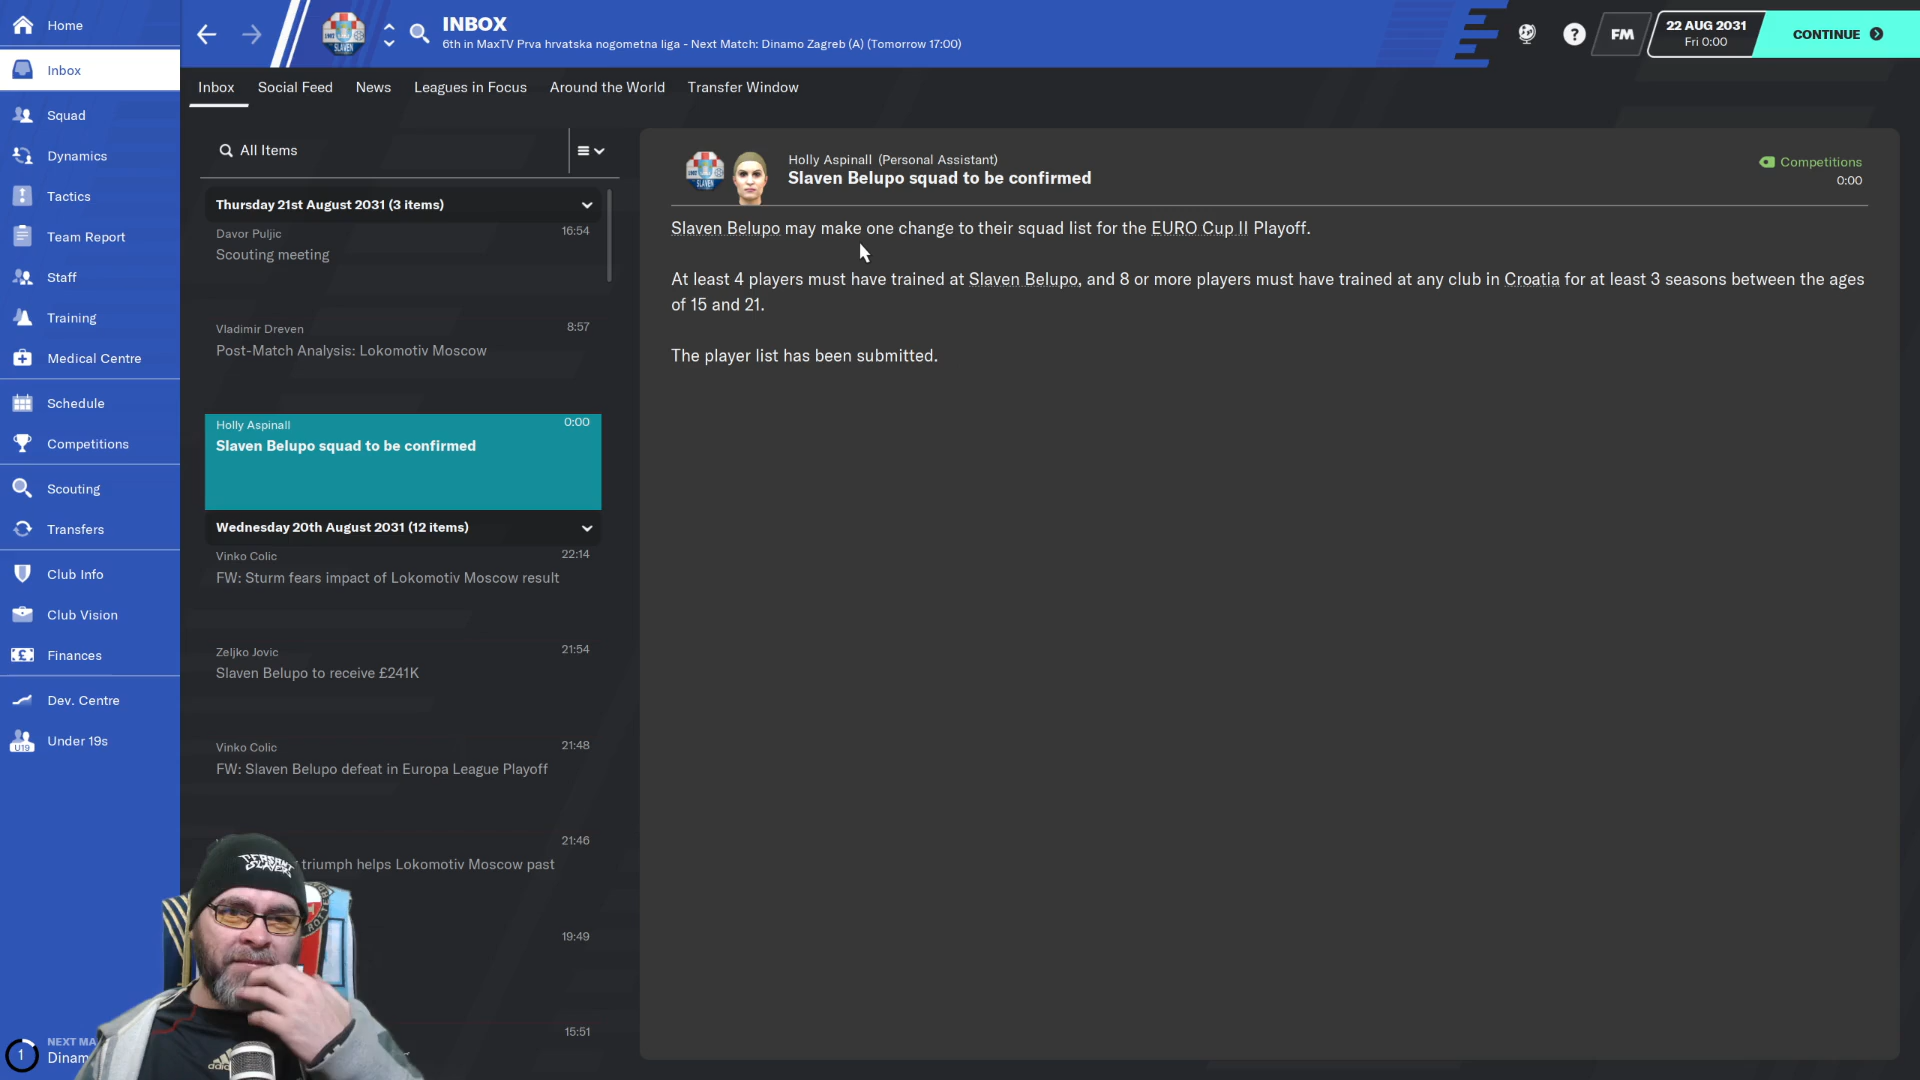 Home
Inbox
Squad
Dynamics
Tactics
Team Report
Staff
Training
Medical Centre
Schedule
Competitions
Scouting
Transfers
Club Info
Club Vision
Finances
Dev. Centre
Under 19s
U19
1
NEXT MA
Dinam
SLAVEN
INBOX
6th in MaxTV Prva hrvatska nogometna liga - Next Match: Dinamo Zagreb (A) (Tomorrow 17:00)
?
FM
22 AUG 2031
Fri 0:00
CONTINUE
Inbox Social Feed News Leagues in Focus Around the World Transfer Window
All Items
Thursday 21st August 2031 (3 items)
Davor Puljic 16:54
Scouting meeting
Vladimir Dreven 8:57
Post-Match Analysis: Lokomotiv Moscow
Holly Aspinall 0:00
Slaven Belupo squad to be confirmed
Wednesday 20th August 2031 (12 items)
Vinko Colic 22:14
FW: Sturm fears impact of Lokomotiv Moscow result
Zeljko Jovic 21:54
Slaven Belupo to receive £241K
Vinko Colic 21:48
FW: Slaven Belupo defeat in Europa League Playoff
21:46
triumph helps Lokomotiv Moscow past
19:49
15:51
Holly Aspinall (Personal Assistant)
Slaven Belupo squad to be confirmed
Competitions
0:00
Slaven Belupo may make one change to their squad list for the EURO Cup II Playoff.
At least 4 players must have trained at Slaven Belupo, and 8 or more players must have trained at any club in Croatia for at least 3 seasons between the ages
of 15 and 21.
The player list has been submitted.